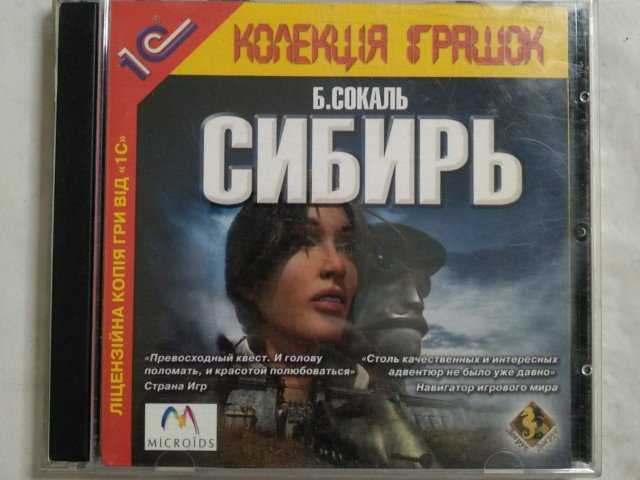 1С
КОЛЕКЦІЯ ІГРАШОК
Б.СОКАЛЬ
СИБИРЬ
ЛІЦЕНЗІЙНА КОПІЯ ГРИ ВІД «1С»
«Превосходный квест. И голову
поломать, и красотой полюбоваться»
Страна Игр
«Столь качественных и интересных
адвентюр не было уже давно»
Навигатор игрового мира
MICROÏDS